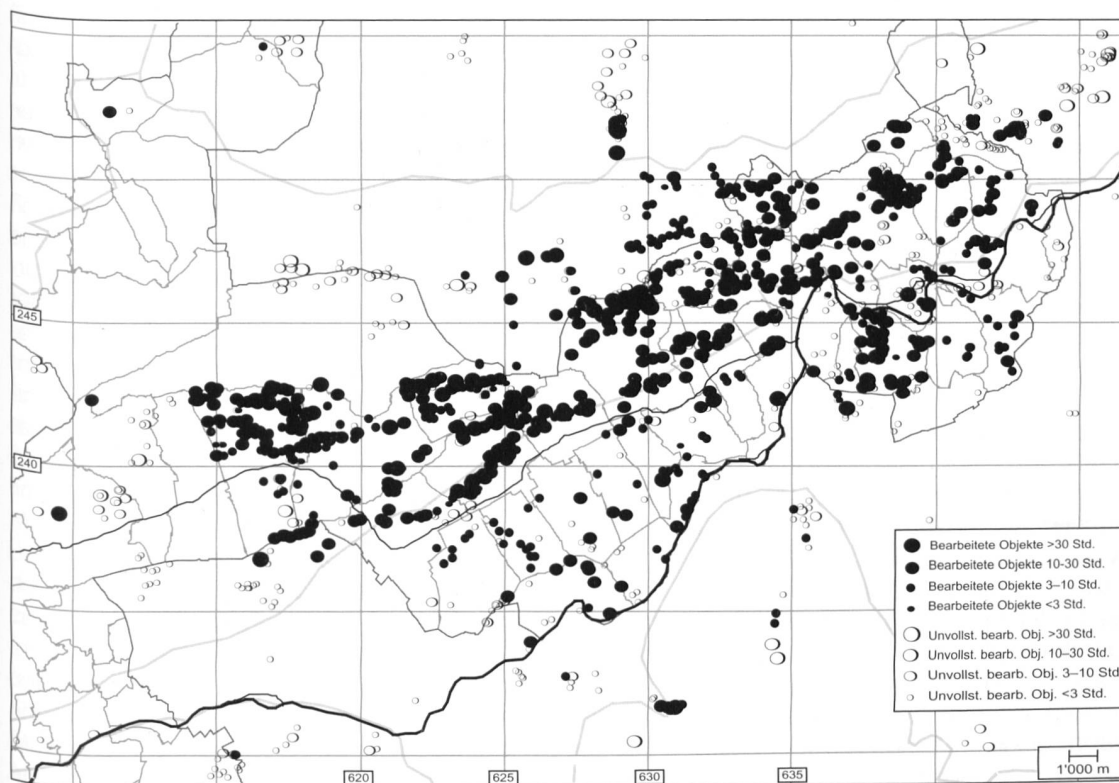 245
240
Bearbeitete Objekte >30 Std.
Bearbeitete Objekte 10-30 Std.
Bearbeitete Objekte 3–10 Std.
Bearbeitete Objekte <3 Std.
Unvollst. bearb. Obj. >30 Std.
Unvollst. bearb. Obj. 10–30 Std.
Unvollst. bearb. Obj. 3–10 Std
Unvollst. bearb. Obj. <3 Std.
1'000 m
620
625
630
635